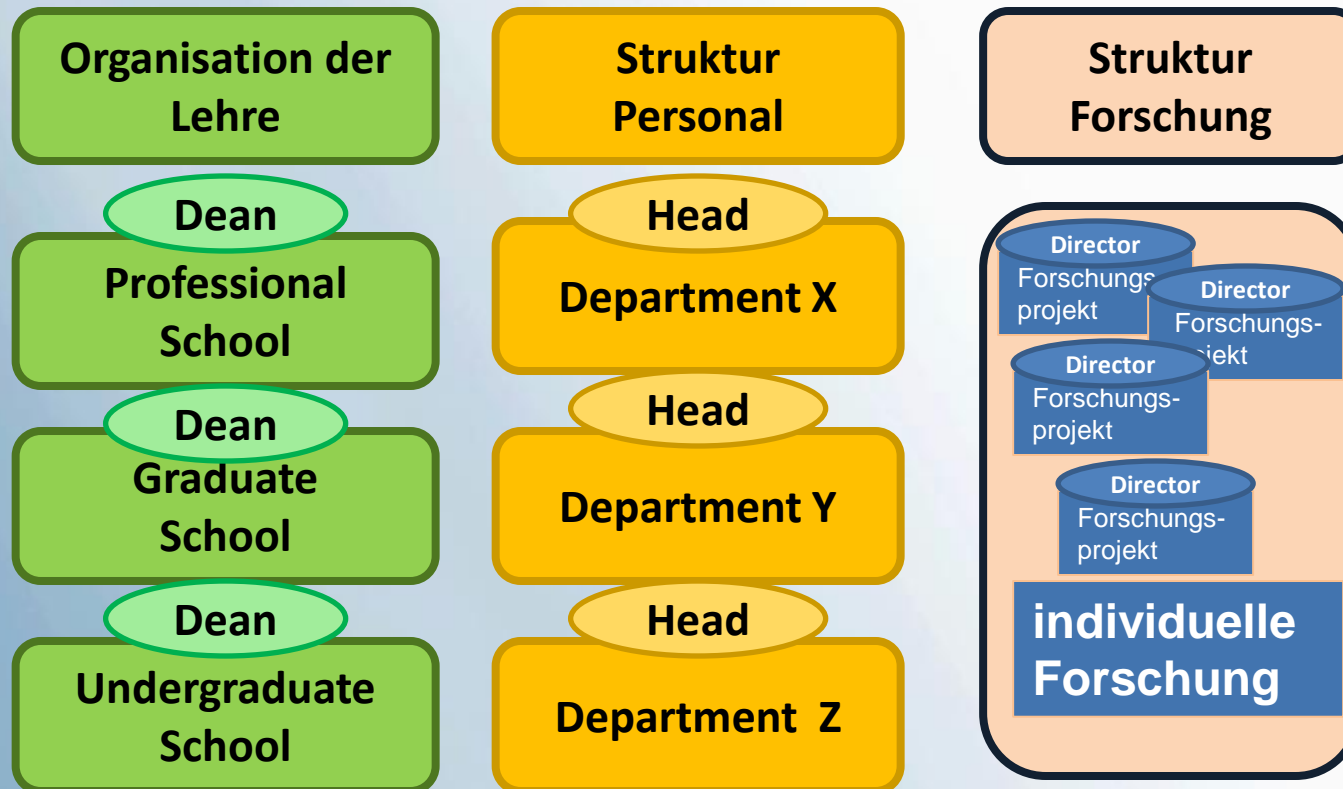 Organisation der
Lehre
Dean
Professional
School
Dean
Graduate
School
Dean
Undergraduate
School
Struktur
Personal
Head
Department X
Head
Department Y
Head
Department Z
Struktur
Forschung
Director
Forschungs-
projekt
Director
Forschungs-
jekt
Director
Forschungs-
projekt
Director
Forschungs-
projekt
individuelle
Forschung